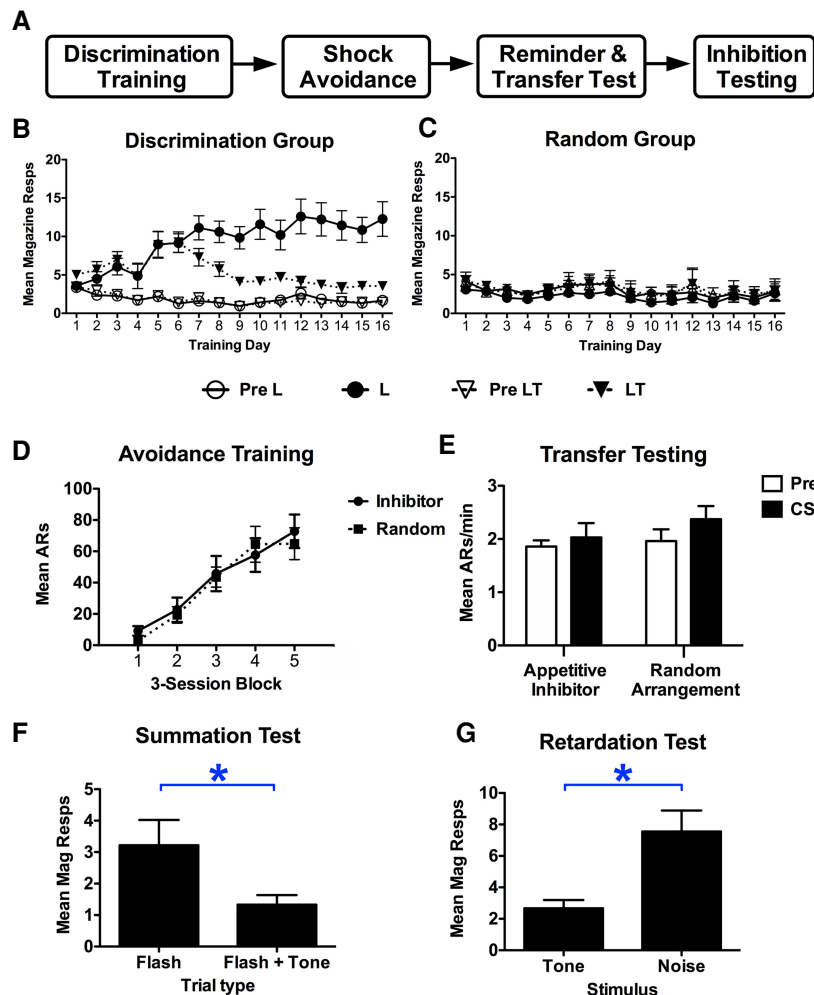 A
Discrimination
Training
Shock
Avoidance
Reminder &
Transfer Test
Inhibition
Testing
B
Discrimination Group
Mean Magazine Resps
20
15
10
5
0
1 2 3 4 5 6 7 8 9 10 11 12 13 14 15 16
Training Day
C
Random Group
Mean Magazine Resps
20
15
10
5
0
1 2 3 4 5 6 7 8 9 10 11 12 13 14 15 16
Training Day
Pre L
L
Pre LT
LT
D
Avoidance Training
Mean ARs
100
80
60
40
20
0
1 2 3 4 5
3-Session Block
Inhibitor
Random
E
Transfer Testing
Mean ARs/min
3
2
1
0
Appetitive
Inhibitor
Random
Arrangement
Pre
CS
F
Summation Test
*
Mean Mag Resps
5
4
3
2
1
0
Flash
Flash + Tone
Trial type
G
Retardation Test
*
Mean Mag Resps
10
8
6
4
2
0
Tone
Noise
Stimulus